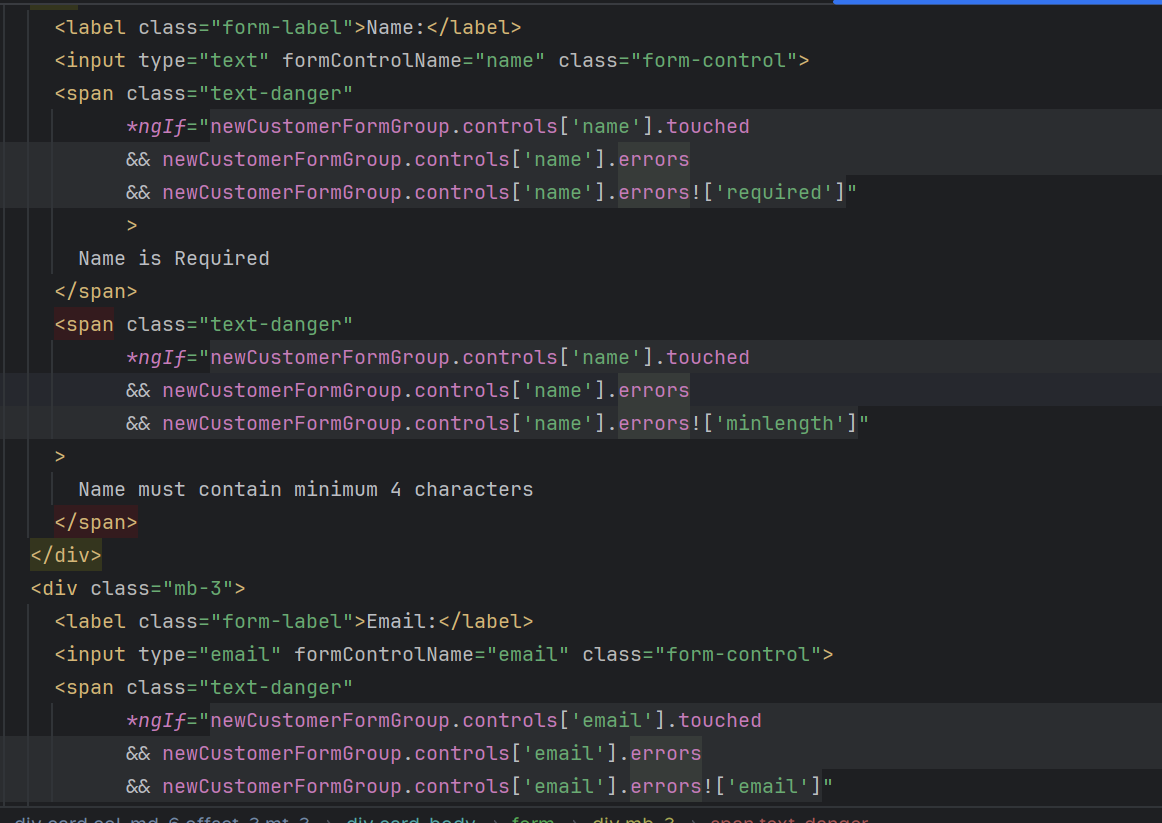 <label class="form-label">Name:</label>
<input type="text" formControlName="name" class="form-control">
<span class="text-danger"
*ngIf="newCustomerFormGroup.controls['name'].touched
&& newCustomerFormGroup.controls['name'].errors
&& newCustomerFormGroup.controls['name'].errors!['required']"
>
Name is Required
</span>
<span class="text-danger"
*ngIf="newCustomerFormGroup.controls['name'].touched
&& newCustomerFormGroup.controls['name'].errors
&& newCustomerFormGroup.controls['name'].errors!['minlength']"
>
Name must contain minimum 4 characters
</span>
</div>
<div class="mb-3">
<label class="form-label">Email:</label>
<input type="email" formControlName="email" class="form-control">
<span class="text-danger"
*ngIf="newCustomerFormGroup.controls['email'].touched
&& newCustomerFormGroup.controls['email'].errors
&& newCustomerFormGroup.controls['email'].errors!['email']"
div.card.col-md-6.offset-3.mt-3 > div.card-body > form > div.mb-3 > span.text-danger